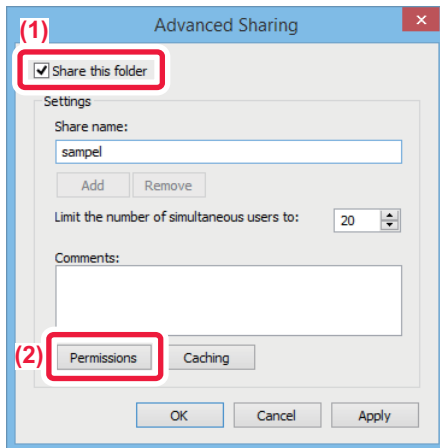 (1)
Advanced Sharing
Share this folder
Settings
Share name:
sampel
Add Remove
Limit the number of simultaneous users to: 20
Comments:
(2)
Permissions Caching
OK Cancel Apply